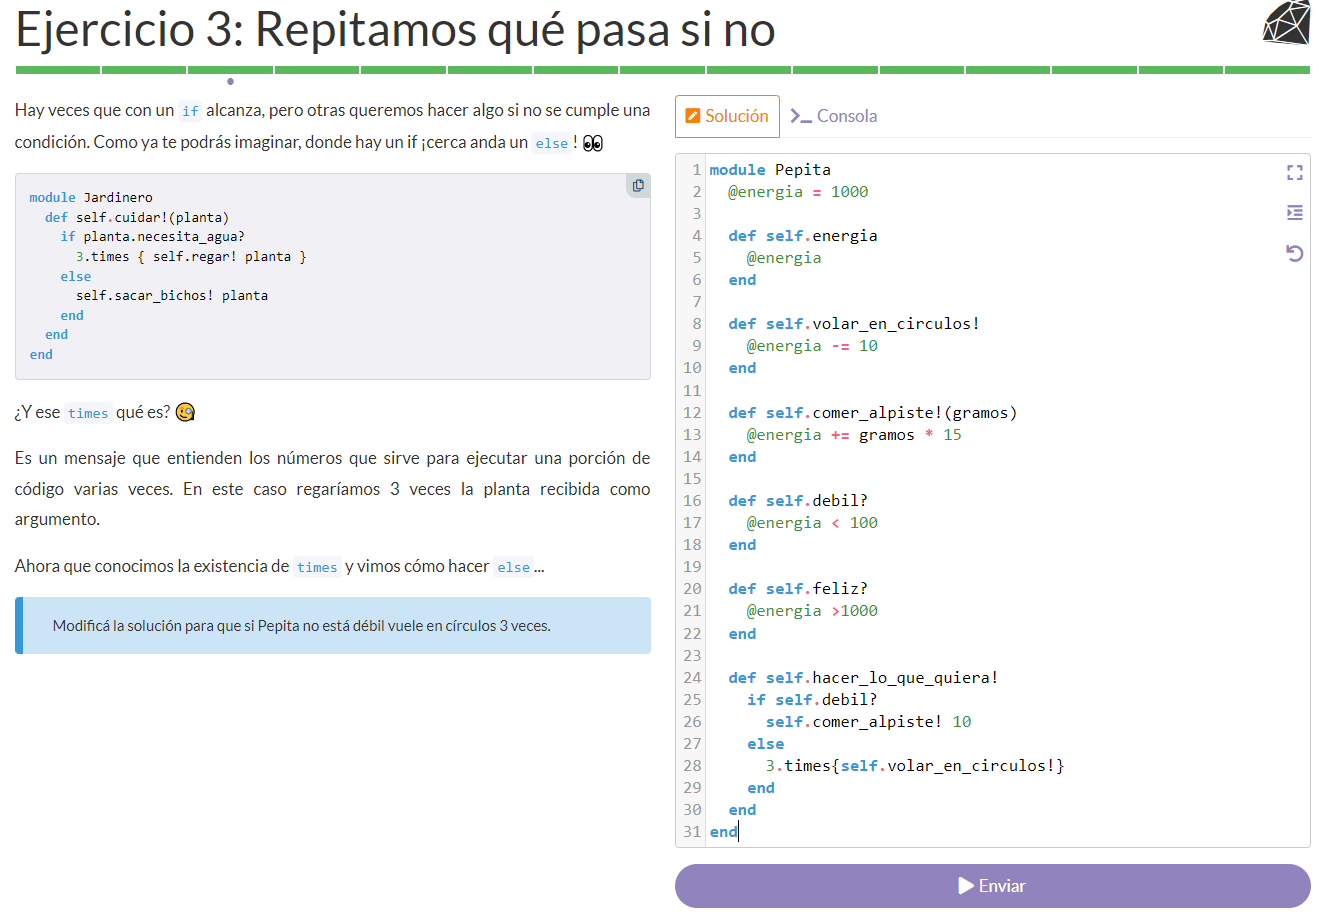 Ejercicio 3: Repitamos qué pasa si no
Hay veces que con un if alcanza, pero otras queremos hacer algo si no se cumple una
condición. Como ya te podrás imaginar, donde hay un if ¡cerca anda un else! 👀
module Jardinero
  def self.cuidar!(planta)
    if planta.necesita_agua?
      3.times { self.regar! planta }
    else
      self.sacar_bichos! planta
    end
  end
end
¿Y ese times qué es? 🧐
Es un mensaje que entienden los números que sirve para ejecutar una porción de
código varias veces. En este caso regaríamos 3 veces la planta recibida como
argumento.
Ahora que conocimos la existencia de times y vimos cómo hacer else...
Modificá la solución para que si Pepita no está débil vuele en círculos 3 veces.
Solución
Consola
1 module Pepita
2   @energia = 1000
3
4   def self.energia
5     @energia
6   end
7
8   def self.volar_en_circulos!
9     @energia -= 10
10   end
11
12   def self.comer_alpiste!(gramos)
13     @energia += gramos * 15
14   end
15
16   def self.debil?
17     @energia < 100
18   end
19
20   def self.feliz?
21     @energia >1000
22   end
23
24   def self.hacer_lo_que_quiera!
25     if self.debil?
26       self.comer_alpiste! 10
27     else
28       3.times{self.volar_en_circulos!}
29     end
30   end
31 end
Enviar